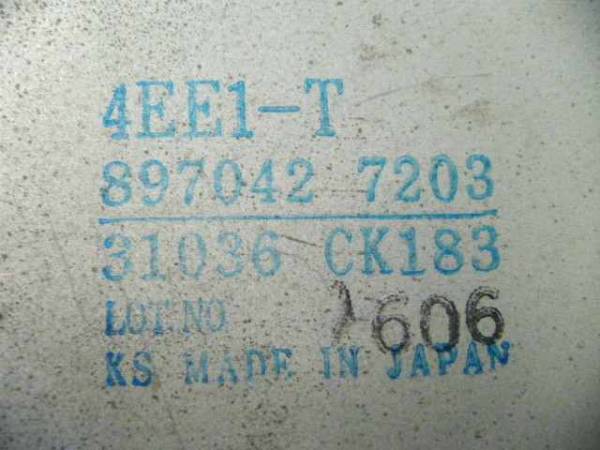 4EE1-T
897042 7203
31036 CK183
LOT.NO 606
KS MADE IN JAPAN